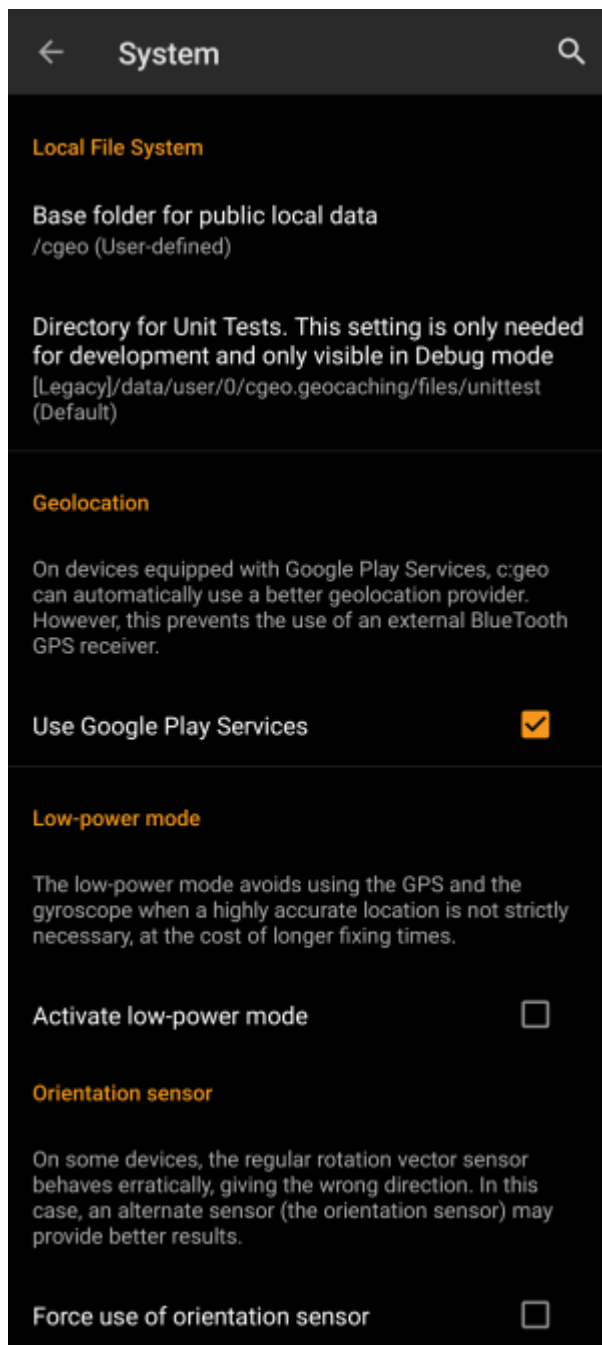 System
Local File System
Base folder for public local data
/cgeo (User-defined)
Directory for Unit Tests. This setting is only needed
for development and only visible in Debug mode
[Legacy]/data/user/0/cgeo.geocaching/files/unittest
(Default)
Geolocation
On devices equipped with Google Play Services, c:geo
can automatically use a better geolocation provider.
However, this prevents the use of an external BlueTooth
GPS receiver.
Use Google Play Services
Low-power mode
The low-power mode avoids using the GPS and the
gyroscope when a highly accurate location is not strictly
necessary, at the cost of longer fixing times.
Activate low-power mode
Orientation sensor
On some devices, the regular rotation vector sensor
behaves erratically, giving the wrong direction. In this
case, an alternate sensor (the orientation sensor) may
provide better results.
Force use of orientation sensor